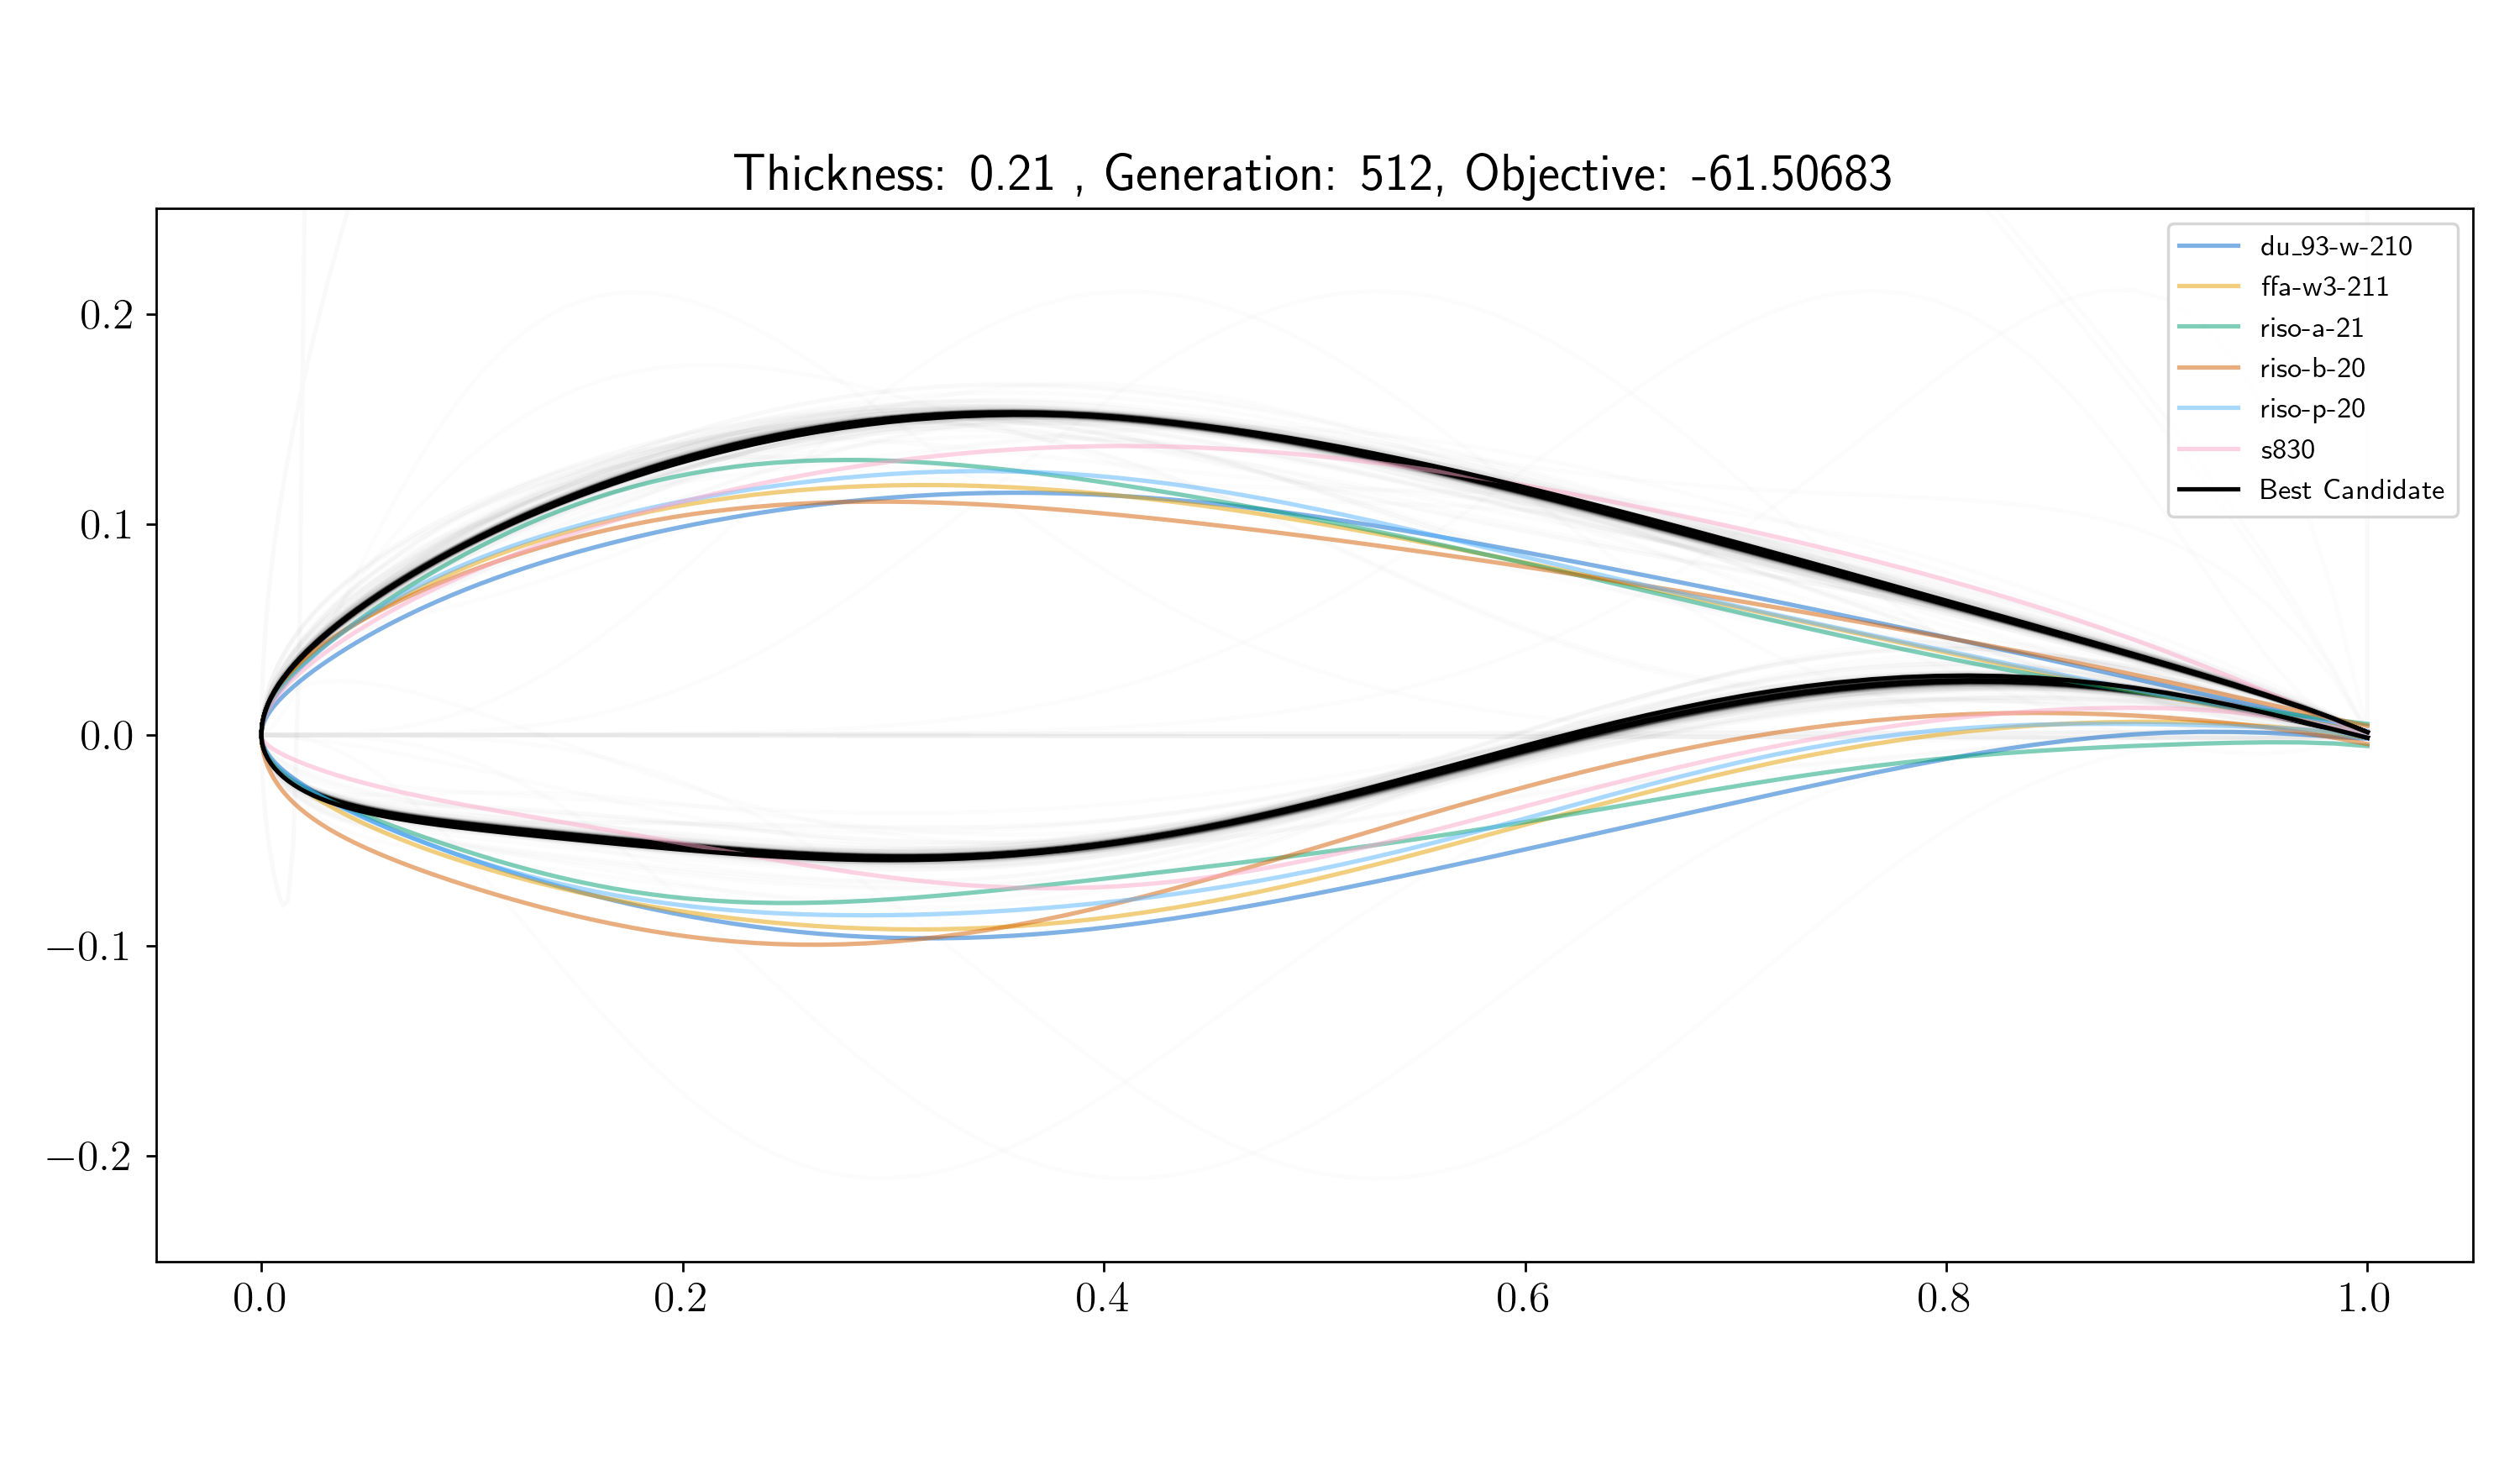 Thickness: 0.21 , Generation: 512, Objective: -61.50683
du_93-w-210
ffa-w3-211
riso-a-21
riso-b-20
riso-p-20
s830
Best Candidate
0.2
0.1
0.0
−0.1
−0.2
0.0 0.2 0.4 0.6 0.8 1.0